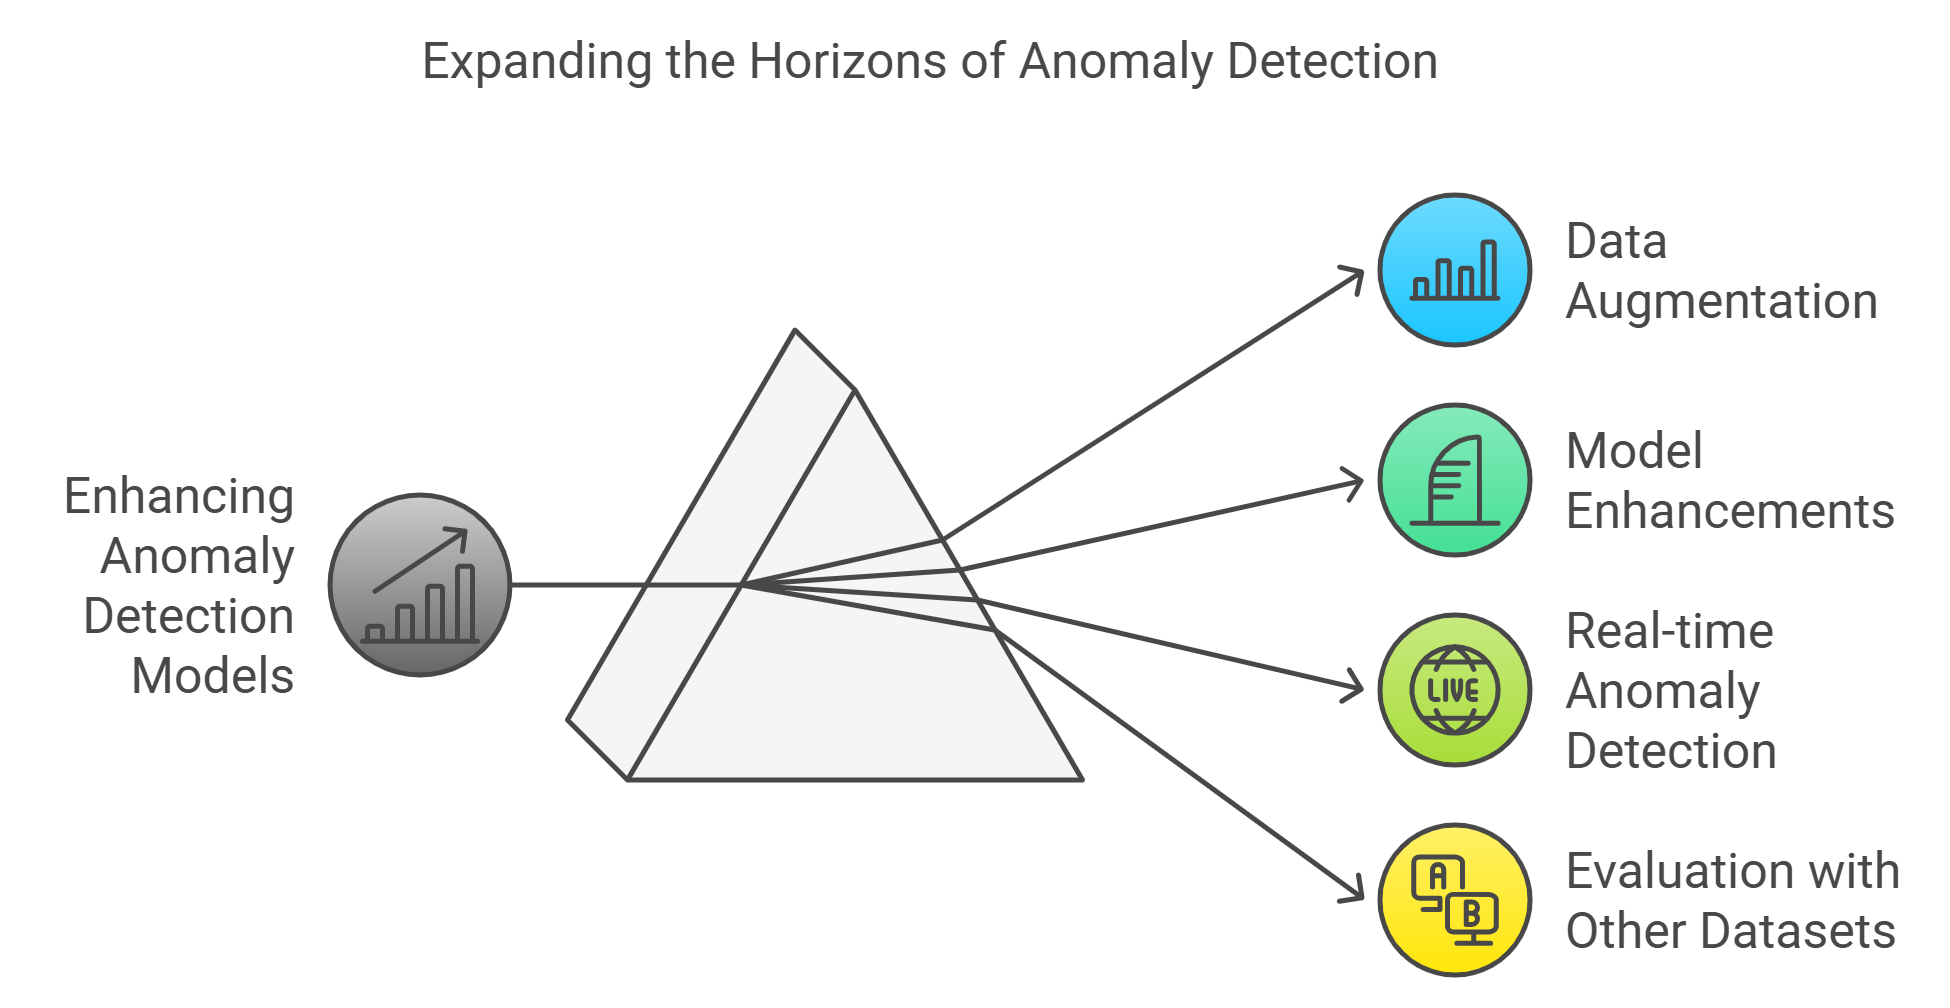 Expanding the Horizons of Anomaly Detection
Enhancing
Anomaly
Detection
Models
Data
Augmentation
Model
Enhancements
LIVE
Real-time
Anomaly
Detection
A
B
Evaluation with
Other Datasets